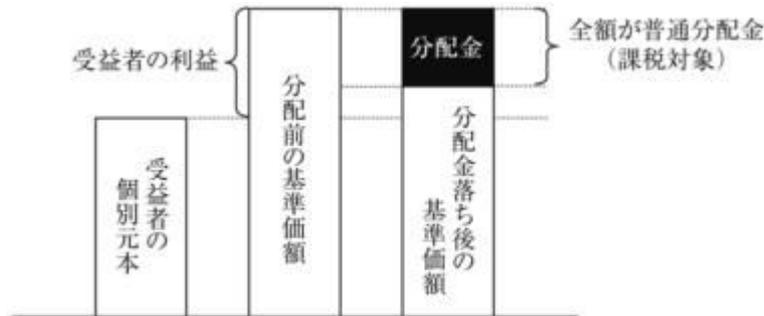 受益者の利益
受益者の
個別元本
分配前の基準価額
分配金
分配金落ち後の
基準価額
全額が普通分配金
（課税対象）